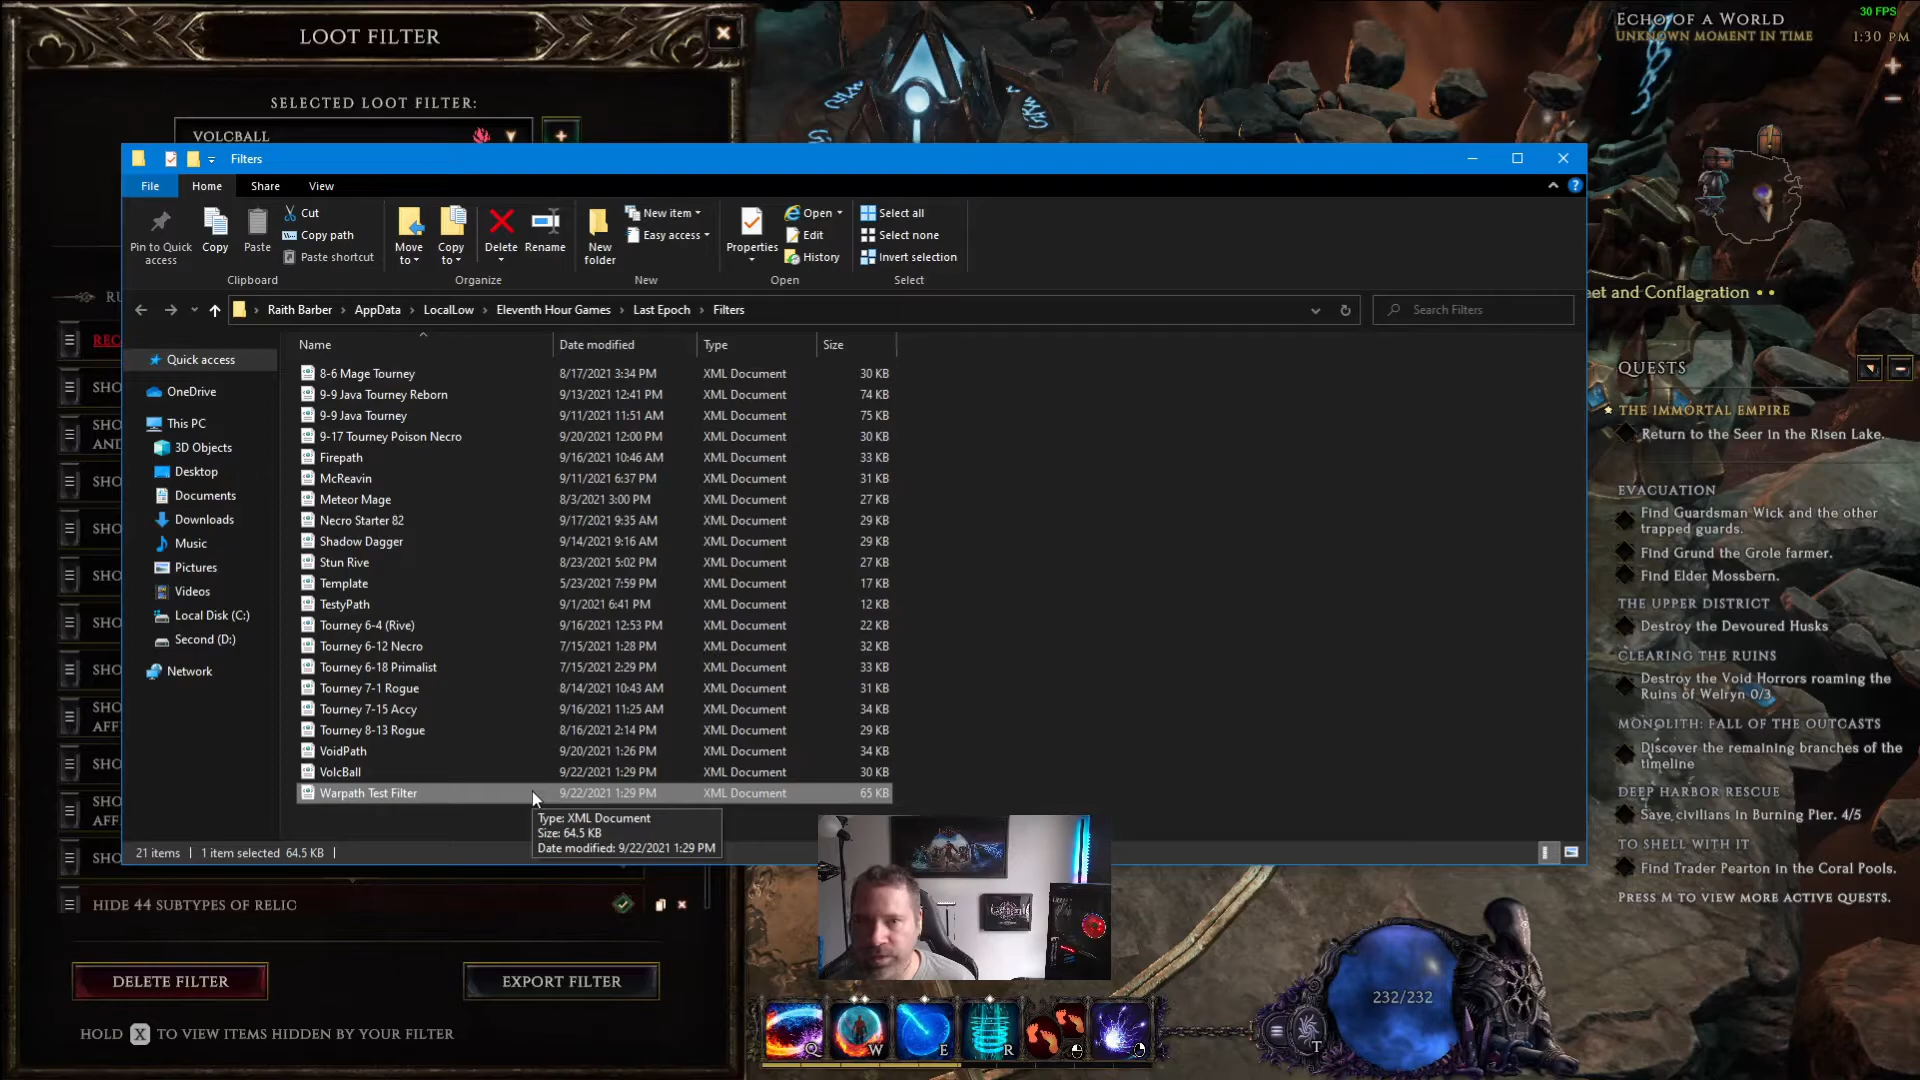 LOOT FILTER
SELECTED LOOT FILTER:
VOLCBALL
Filters
File Home Share View
Pin to Quick access
Copy
Paste
Cut
Copy path
Paste shortcut
Clipboard
Move to
Copy to
Delete
Rename
Organize
New folder
New item
Easy access
New
Properties
Open
Edit
History
Open
Select all
Select none
Invert selection
Select
Raith Barber > AppData > LocalLow > Eleventh Hour Games > Last Epoch > Filters
Search Filters
Quick access
OneDrive
This PC
3D Objects
Desktop
Documents
Downloads
Music
Pictures
Videos
Local Disk (C:)
Second (D:)
Network
Name Date modified Type Size
8-6 Mage Tourney 8/17/2021 3:34 PM XML Document 30 KB
9-9 Java Tourney Reborn 9/13/2021 12:41 PM XML Document 74 KB
9-9 Java Tourney 9/11/2021 11:51 AM XML Document 75 KB
9-17 Tourney Poison Necro 9/20/2021 12:00 PM XML Document 30 KB
Firepath 9/16/2021 10:46 AM XML Document 33 KB
McReavin 9/11/2021 6:37 PM XML Document 31 KB
Meteor Mage 8/3/2021 3:00 PM XML Document 27 KB
Necro Starter 82 9/17/2021 9:35 AM XML Document 29 KB
Shadow Dagger 9/14/2021 9:16 AM XML Document 29 KB
Stun Rive 8/23/2021 5:02 PM XML Document 27 KB
Template 5/23/2021 7:59 PM XML Document 17 KB
TestyPath 9/1/2021 6:41 PM XML Document 12 KB
Tourney 6-4 (Rive) 9/16/2021 12:53 PM XML Document 22 KB
Tourney 6-12 Necro 7/15/2021 1:28 PM XML Document 32 KB
Tourney 6-18 Primalist 7/15/2021 2:29 PM XML Document 33 KB
Tourney 7-1 Rogue 8/14/2021 10:43 AM XML Document 31 KB
Tourney 7-15 Accy 9/16/2021 11:25 AM XML Document 34 KB
Tourney 8-13 Rogue 8/16/2021 2:14 PM XML Document 29 KB
VoidPath 9/20/2021 1:26 PM XML Document 34 KB
VolcBall 9/22/2021 1:29 PM XML Document 30 KB
Warpath Test Filter 9/22/2021 1:29 PM XML Document 65 KB
Type: XML Document
Size: 64.5 KB
Date modified: 9/22/2021 1:29 PM
21 items 1 item selected 64.5 KB
RU
REC
SHO
SHO
AND
SHO
SHO
SHO
SHO
SHO
SHO
AFF
SHO
SHO
AFF
SHO
HIDE 44 SUBTYPES OF RELIC
DELETE FILTER
EXPORT FILTER
HOLD X TO VIEW ITEMS HIDDEN BY YOUR FILTER
30 FPS
ECHO OF A WORLD
UNKNOWN MOMENT IN TIME
1:30 PM
eet and Conflagration
QUESTS
THE IMMORTAL EMPIRE
Return to the Seer in the Risen Lake.
EVACUATION
Find Guardsman Wick and the other
trapped guards.
Find Grund the Grole farmer.
Find Elder Mossbern.
THE UPPER DISTRICT
Destroy the Devoured Husks
CLEARING THE RUINS
Destroy the Void Horrors roaming the
Ruins of Welryn 0/3
MONOLITH: FALL OF THE OUTCASTS
Discover the remaining branches of the
timeline
DEEP HARBOR RESCUE
Save civilians in Burning Pier. 4/5
TO SHELL WITH IT
Find Trader Pearton in the Coral Pools.
PRESS M TO VIEW MORE ACTIVE QUESTS.
Q W E R
T
232/232